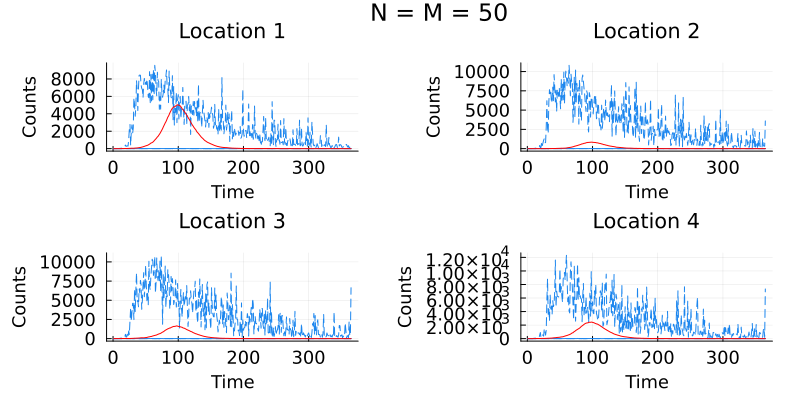 N = M = 50
Location 1
Counts
8000
6000
4000
2000
0
0 100 200 300
Time
Location 2
Counts
10000
7500
5000
2500
0
0 100 200 300
Time
Location 3
Counts
10000
7500
5000
2500
0
0 100 200 300
Time
Location 4
Counts
1.20×10⁴
1.00×10⁴
8.00×10³
6.00×10³
4.00×10³
2.00×10³
0
0 100 200 300
Time